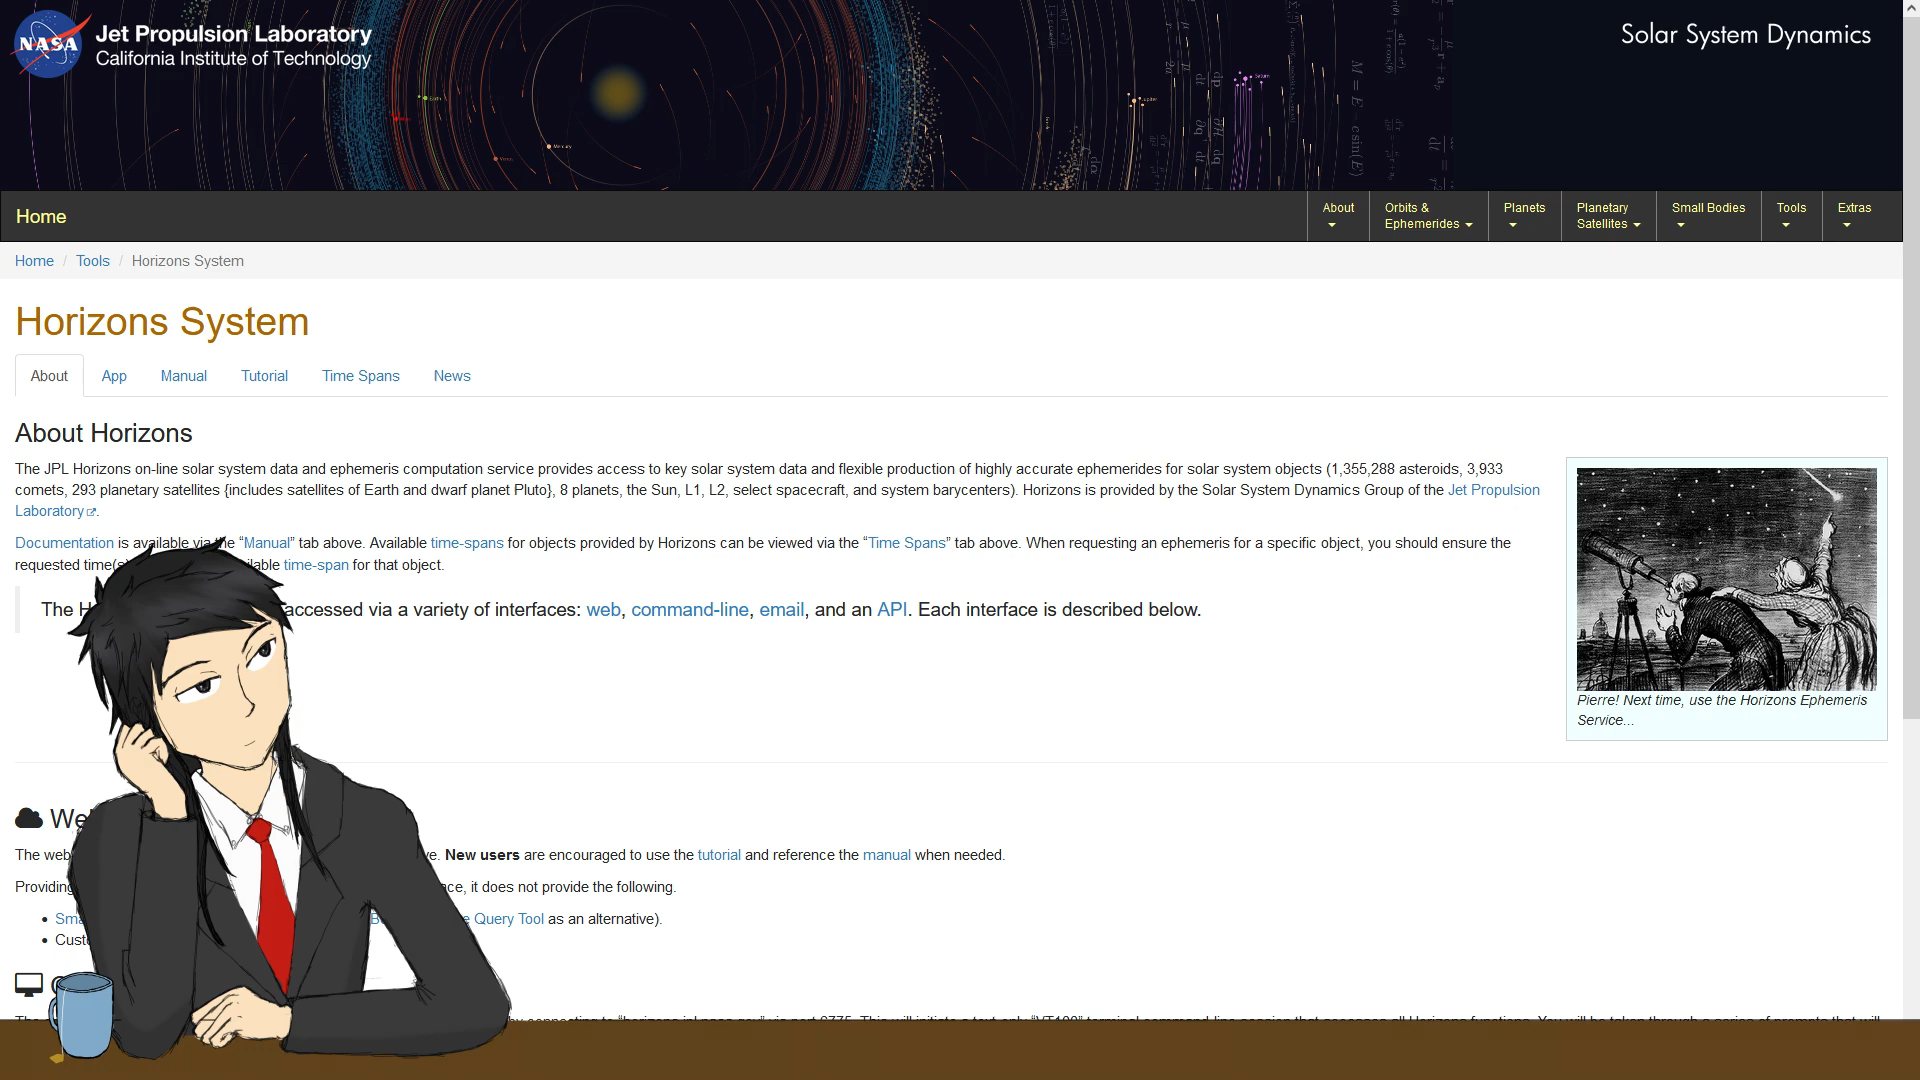 NASA
Jet Propulsion Laboratory
California Institute of Technology
Solar System Dynamics
Earth
Mercury
Venus
Jupiter
Saturn
Home
About
Orbits &
Ephemerides
Planets
Planetary
Satellites
Small Bodies
Tools
Extras
Home / Tools / Horizons System
Horizons System
About
App
Manual
Tutorial
Time Spans
News
About Horizons
The JPL Horizons on-line solar system data and ephemeris computation service provides access to key solar system data and flexible production of highly accurate ephemerides for solar system objects (1,355,288 asteroids, 3,933
comets, 293 planetary satellites {includes satellites of Earth and dwarf planet Pluto}, 8 planets, the Sun, L1, L2, select spacecraft, and system barycenters). Horizons is provided by the Solar System Dynamics Group of the Jet Propulsion
Laboratory.
Documentation is available via the “Manual” tab above. Available time-spans for objects provided by Horizons can be viewed via the “Time Spans” tab above. When requesting an ephemeris for a specific object, you should ensure the
requested time(s) time-span for that object.
The accessed via a variety of interfaces: web, command-line, email, and an API. Each interface is described below.
Pierre! Next time, use the Horizons Ephemeris
Service...
The web New users are encouraged to use the tutorial and reference the manual when needed.
Providing it does not provide the following.
Query Tool as an alternative).